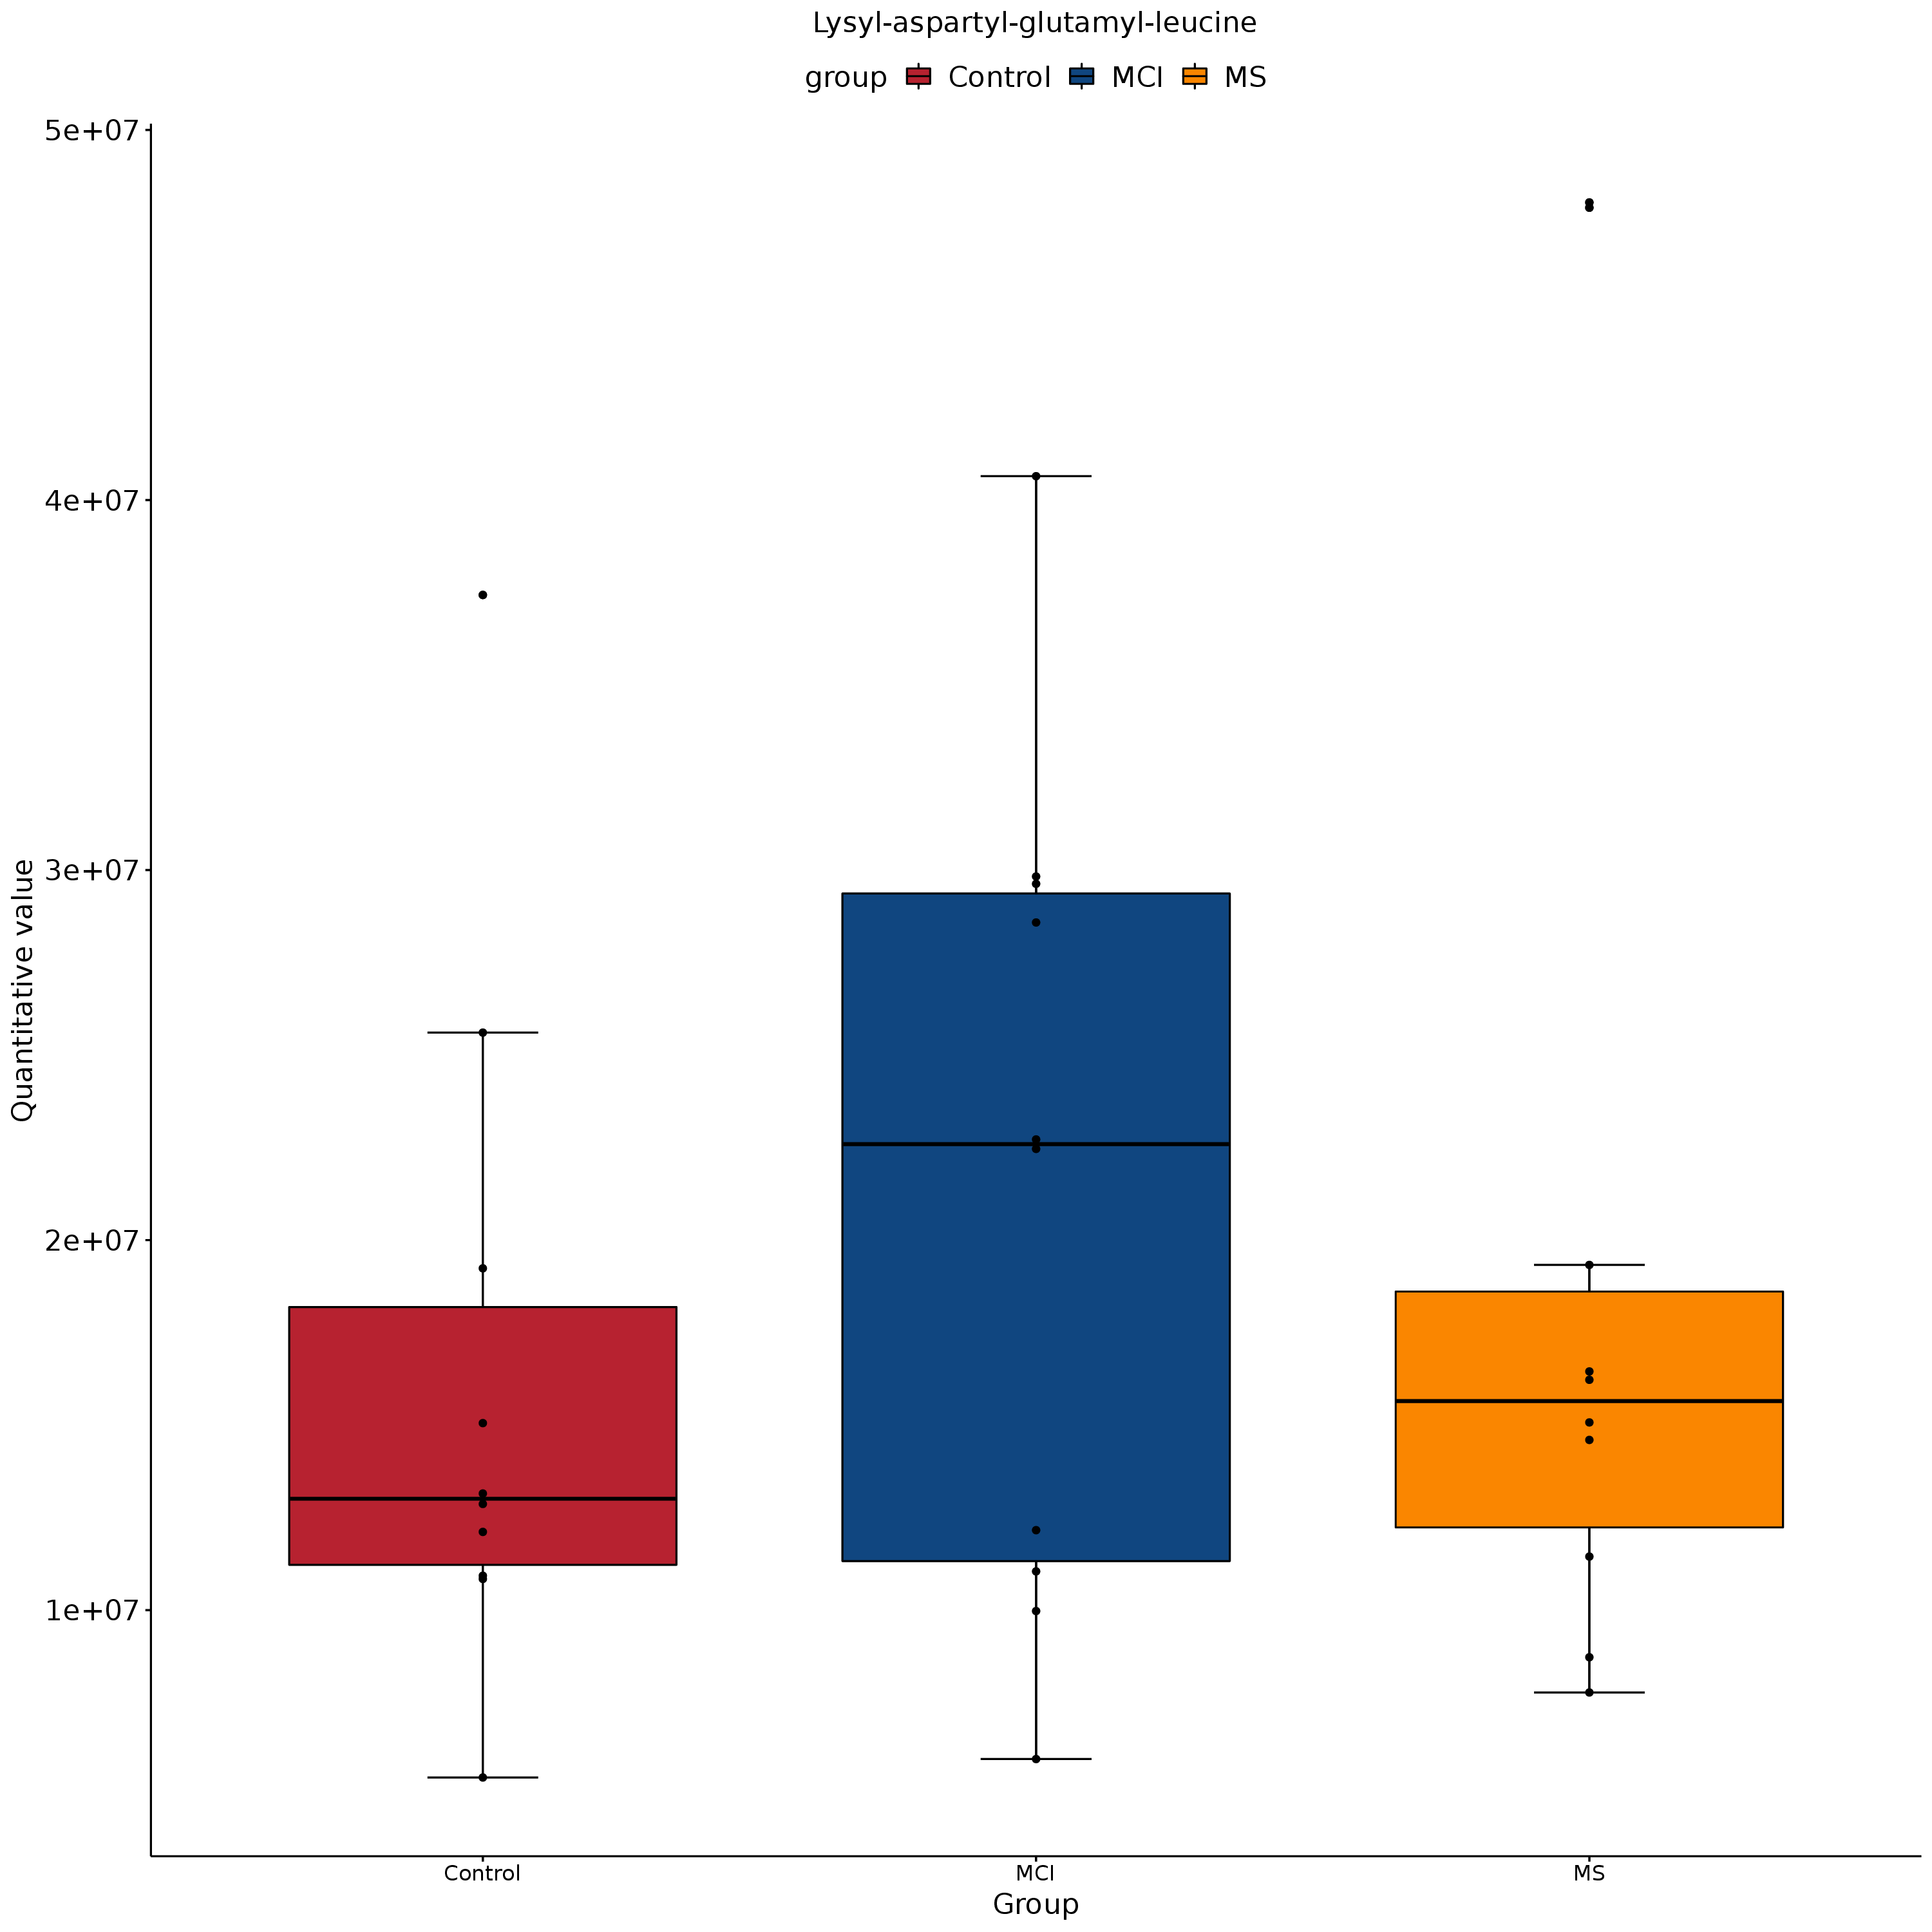 Lysyl-aspartyl-glutamyl-leucine
group Control MCI MS
5e+07
4e+07
3e+07
2e+07
1e+07
Quantitative value
Control MCI MS
Group